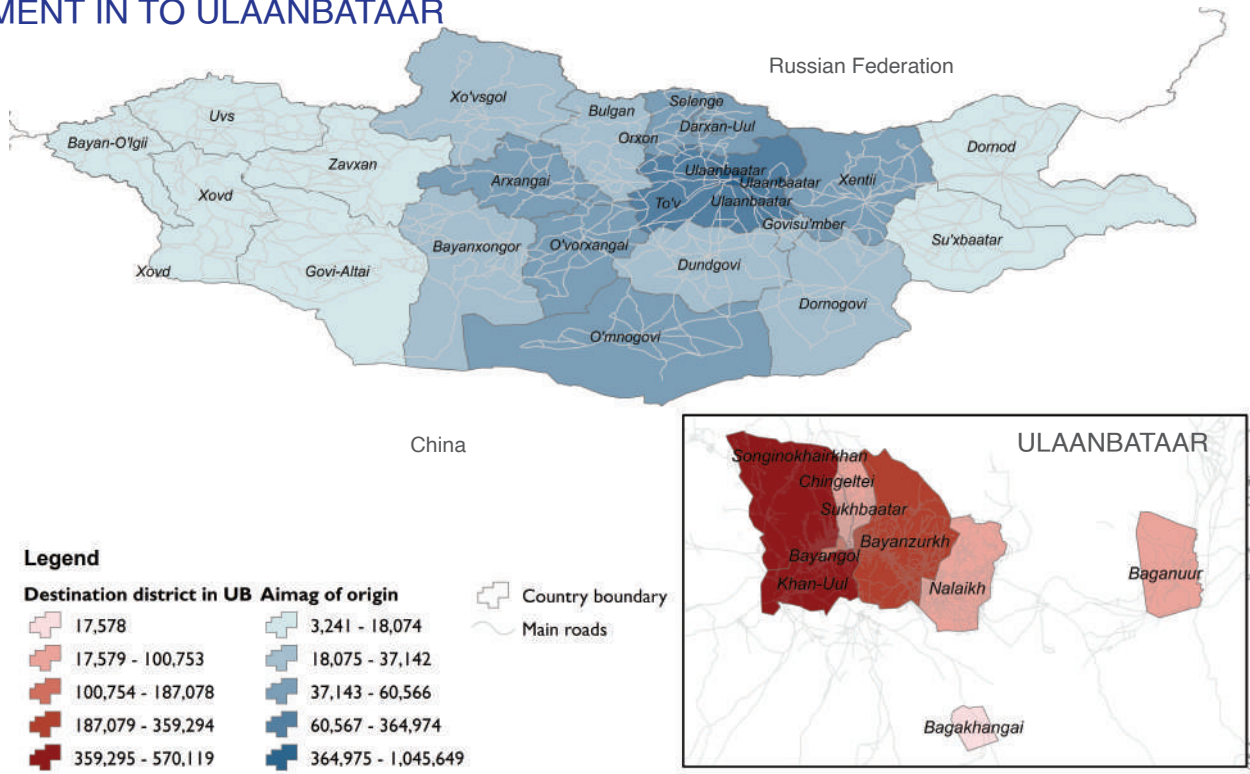 MENT IN TO ULAANBATAAR
Russian Federation
Xo'vsgol
Bulgan
Selenge
Uvs
Darxan-Uul
Orxon
Bayan-O'lgii
Dornod
Zavxan
Ulaanbaatar
Arxangai
Ulaanbaatar
Xentii
Xovd
To'v
Ulaanbaatar
Govisu'mber
Bayanxongor
O'vorxangai
Su'xbaatar
Dundgovi
Xovd
Govi-Altai
Dornogovi
O'mnogovi
China
ULAANBATAAR
Songinokhairkhan
Chingeltei
Sukhbaatar
Bayanzurkh
Bayangol
Khan-Uul
Nalaikh
Baganuur
Bagakhangai
Legend
Destination district in UB
17,578
17,579 - 100,753
100,754 - 187,078
187,079 - 359,294
359,295 - 570,119
Aimag of origin
3,241 - 18,074
18,075 - 37,142
37,143 - 60,566
60,567 - 364,974
364,975 - 1,045,649
Country boundary
Main roads